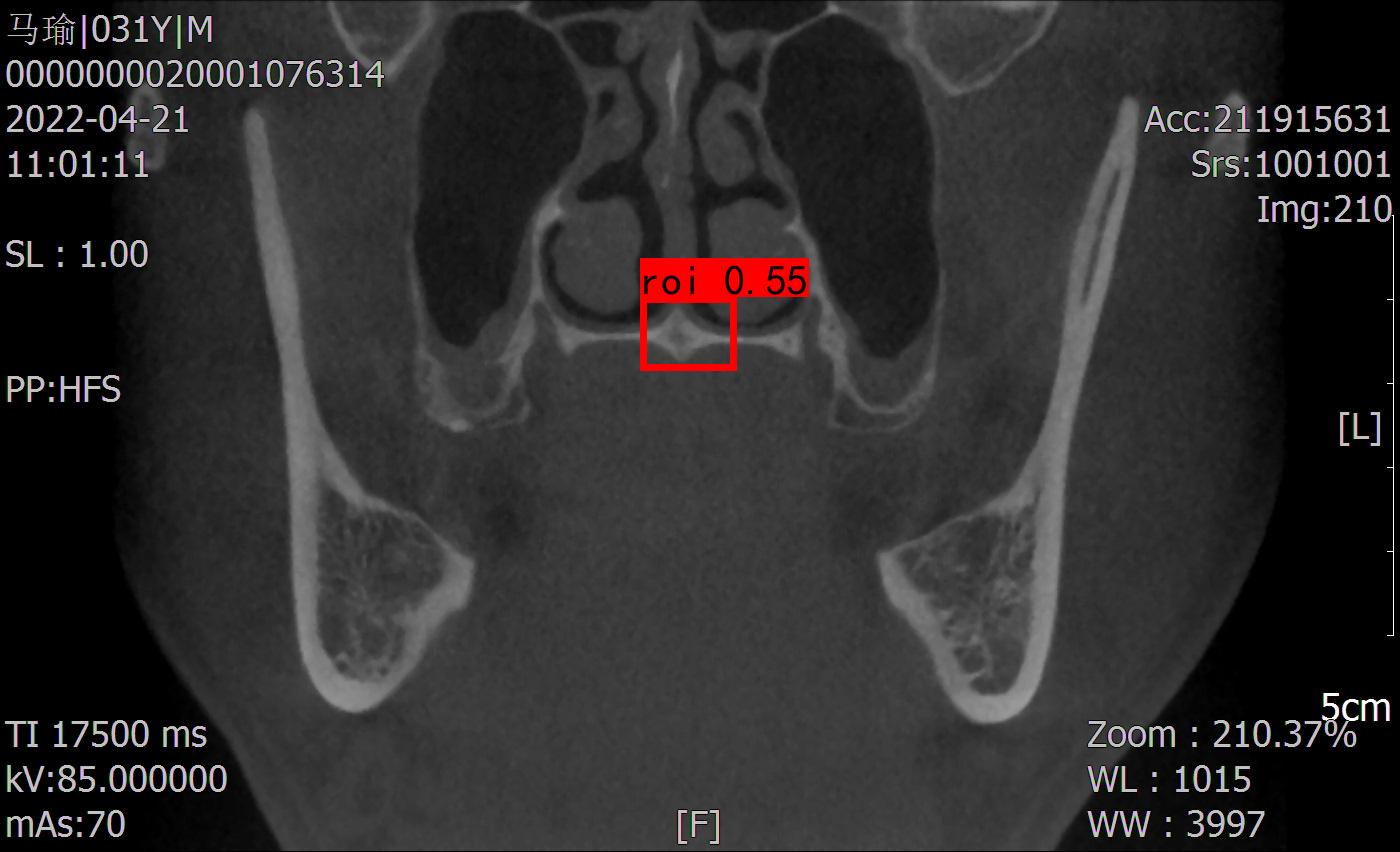 马瑜|031Y|M
0000000020001076314
2022-04-21
11:01:11
SL : 1.00
PP:HFS
Acc:211915631
Srs:1001001
Img:210
roi 0.55
[L]
5cm
TI 17500 ms
kV:85.000000
mAs:70
[F]
Zoom : 210.37%
WL : 1015
WW : 3997